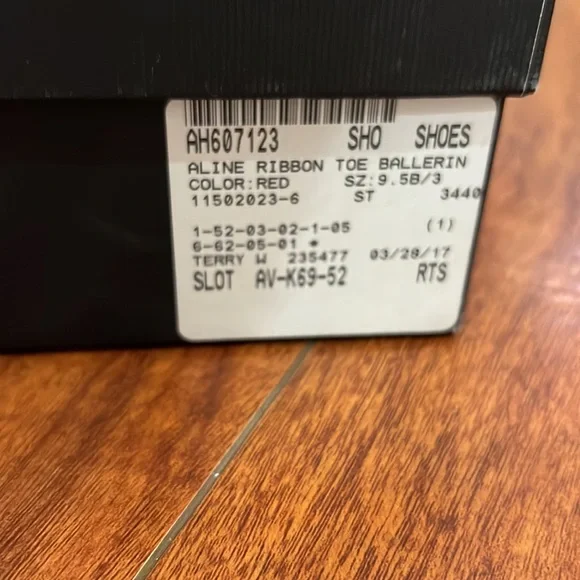 AH607123 SHO SHOES
ALINE RIBBON TOE BALLERIN
COLOR:RED SZ:9.5B/3
11502023-6 ST 3440
1-52-03-02-1-05 (1)
6-62-05-01 *
TERRY W 235477 03/28/17
SLOT AV-K69-52 RTS